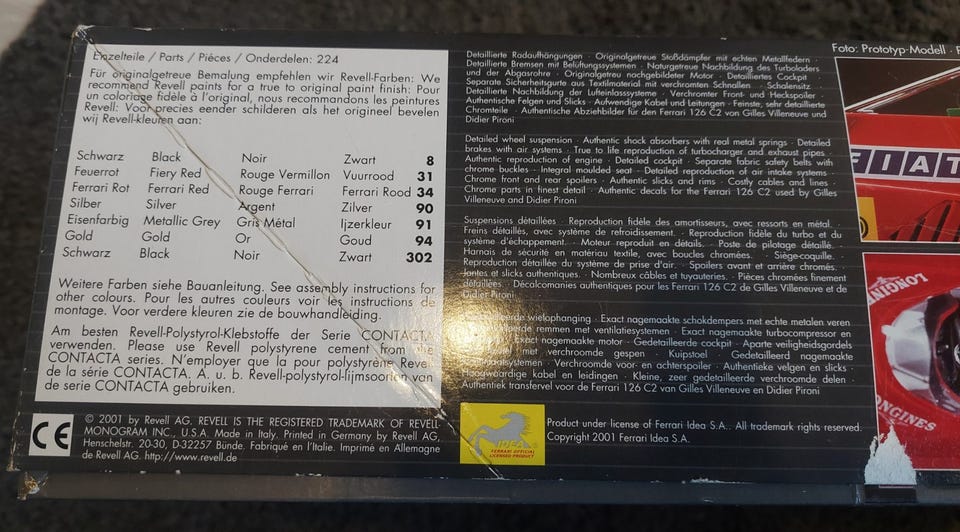 Einzelteile / Parts / Pièces / Onderdelen: 224
Für originalgetreue Bemalung empfehlen wir Revell-Farben: We
recommend Revell paints for a true to original paint finish: Pour
un coloriage fidèle à l'original, nous recommandons les peintures
Revell: Voor precies eender schilderen als het origineel bevelen
wij Revell-kleuren aan:
Schwarz Black Noir Zwart 8
Feuerrot Fiery Red Rouge Vermillon Vuurrood 31
Ferrari Rot Ferrari Red Rouge Ferrari Ferrari Rood 34
Silber Silver Argent Zilver 90
Eisenfarbig Metallic Grey Gris Métal Ijzerkleur 91
Gold Gold Or Goud 94
Schwarz Black Noir Zwart 302
Weitere Farben siehe Bauanleitung. See assembly instructions for
other colours. Pour les autres couleurs voir les instructions de
montage. Voor verdere kleuren zie de bouwhandleiding.
Am besten Revell-Polystyrol-Klebstoffe der Serie CONTACTA
verwenden. Please use Revell polystyrene cement from the
CONTACTA series. N'employer que la pour polystyrène Revell
de la série CONTACTA. A. u. b. Revell-polystyrol-lijmsoorten van
de serie CONTACTA gebruiken.
CE
© 2001 by Revell AG. REVELL IS THE REGISTERED TRADEMARK OF REVELL-
MONOGRAM INC., U.S.A. Made in Italy. Printed in Germany by Revell AG,
Henschelstr. 20-30, D-32257 Bünde. Fabriqué en l'Italie. Imprimé en Allemagne
de Revell AG. http://www.revell.de
Detaillierte Radaufhängungen · Originalgetreue Stoßdämpfer mit echten Metallfedern ·
Detaillierte Bremsen mit Belüftungssystemen · Naturgetreue Nachbildung des Turboladers
und der Abgasrohre · Originalgetreu nachgebildeter Motor · Detailliertes Cockpit ·
Separate Sicherheitsgurte aus Textilmaterial mit verchromten Schnallen · Schalensitz ·
Detaillierte Nachbildung der Lufteinlasssysteme · Verchromter Front- und Heckspoiler ·
Authentische Felgen und Slicks · Aufwendige Kabel und Leitungen · Feinste, sehr detaillierte
Chromteile · Authentische Abziehbilder für den Ferrari 126 C2 von Gilles Villeneuve und
Didier Pironi
Detailed wheel suspension · Authentic shock absorbers with real metal springs · Detailed
brakes with air systems · True to life reproduction of turbocharger and exhaust pipes ·
Authentic reproduction of engine · Detailed cockpit · Separate fabric safety belts with
chrome buckles · Integral moulded seat · Detailed reproduction of air intake systems ·
Chrome front and rear spoilers · Authentic slicks and rims · Costly cables and lines ·
Chrome parts in finest detail · Authentic decals for the Ferrari 126 C2 used by Gilles
Villeneuve and Didier Pironi
Suspensions détaillées · Reproduction fidèle des amortisseurs, avec ressorts en métal. ·
Freins détaillés, avec système de refroidissement. · Reproduction fidèle du turbo et du
système d'échappement. · Moteur reproduit en détails. · Poste de pilotage détaillé. ·
Harnais de sécurité en matériau textile, avec boucles chromées. · Siège-coquille. ·
Reproduction détaillée du système de prise d'air. · Spoilers avant et arrière chromés. ·
Jantes et slicks authentiques. · Nombreux câbles et tuyauteries. · Pièces chromées finement
détaillées · Décalcomanies authentiques pour les Ferrari 126 C2 de Gilles Villeneuve et de
Didier Pironi
wielophanging · Exact nagemaakte schokdempers met echte metalen veren
remmen met ventilatiesystemen · Exact nagemaakte turbocompressor en
Exact nagemaakte motor · Gedetailleerde cockpit · Aparte veiligheidsgordels
met verchroomde gespen · Kuipstoel · Gedetailleerd nagemaakte
· Verchroomde voor- en achterspoiler · Authentieke velgen en slicks ·
Hoogwaardige kabel en leidingen · Kleine, zeer gedetailleerde verchroomde delen ·
Autentiek transfervel voor de Ferrari 126 C2 van Gilles Villeneuve en Didier Pironi
IDEA
FERRARI OFFICIAL
LICENSED PRODUCT
Product under license of Ferrari Idea S.A.. All trademark rights reserved.
Copyright 2001 Ferrari Idea S.A.
Foto: Prototyp-Modell ·
FIAT
LONGINES
LONGINES